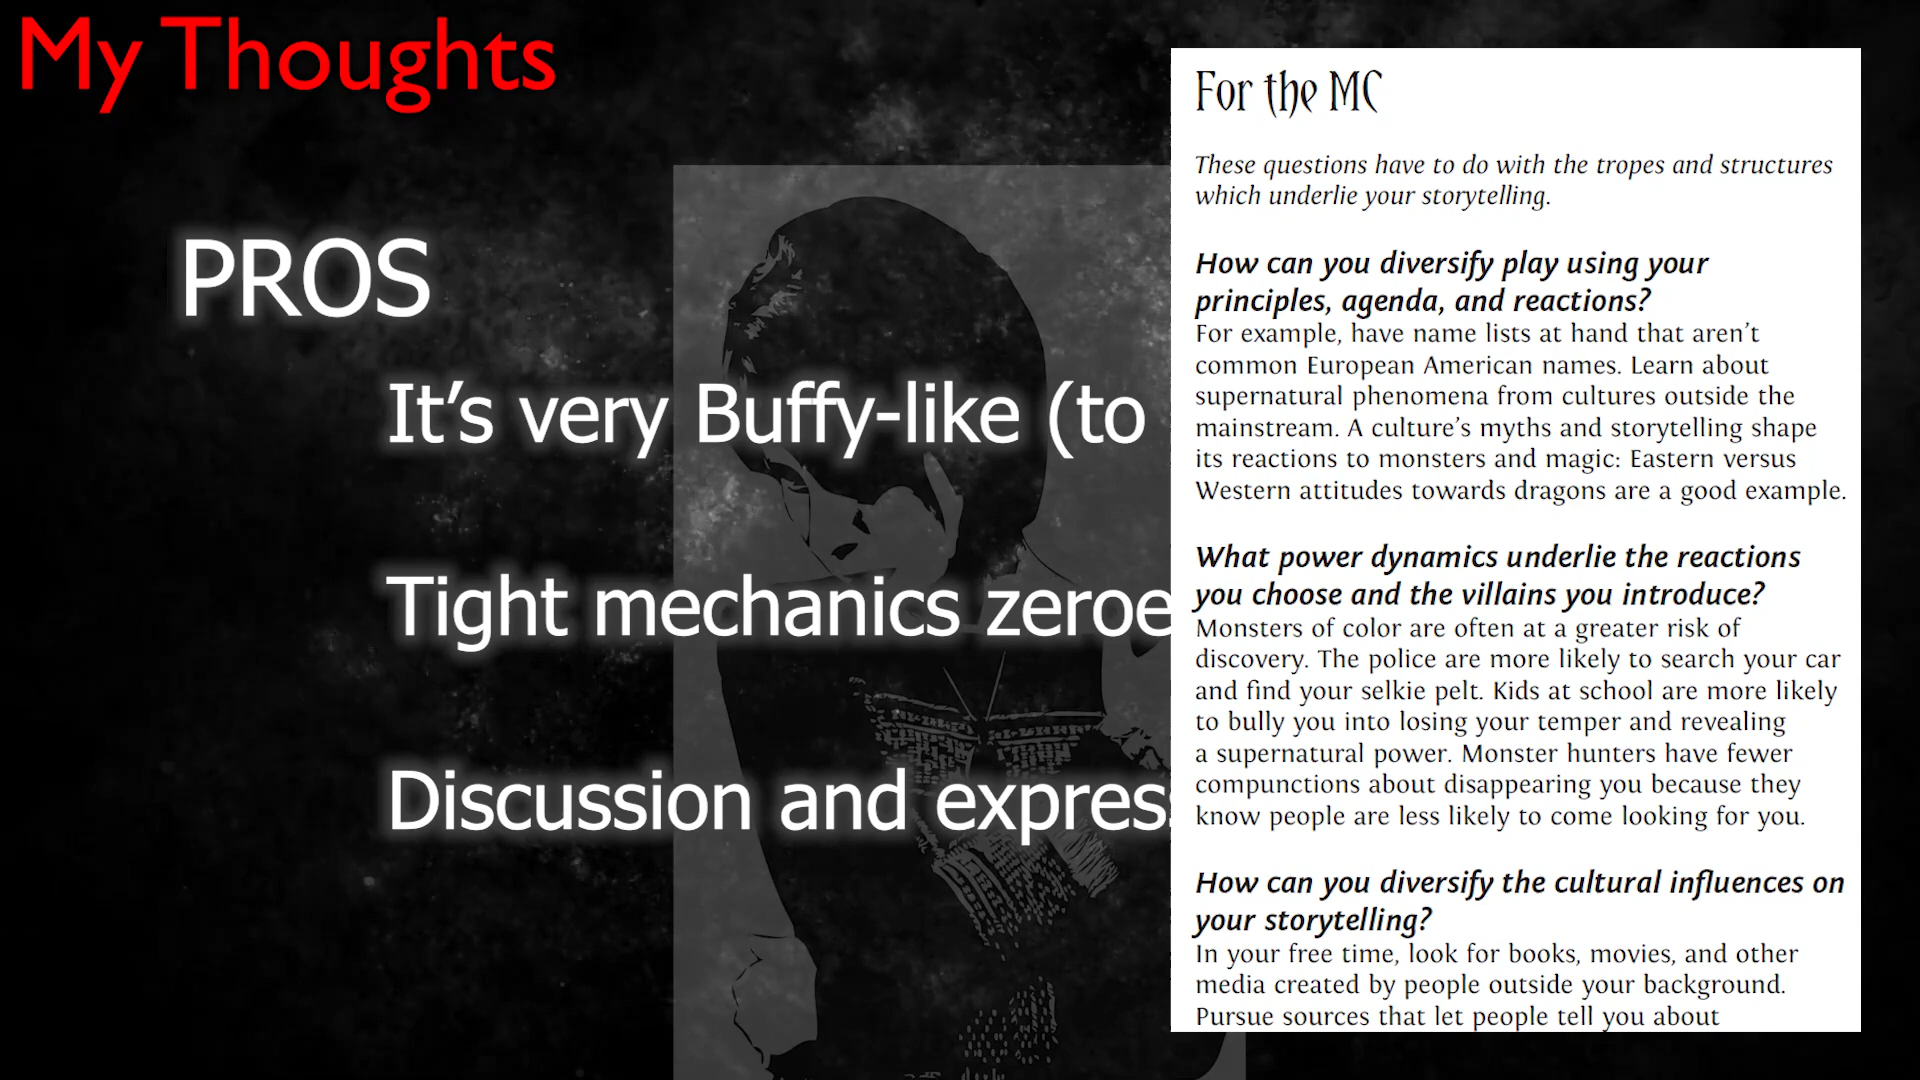 My Thoughts
PROS
It's very Buffy-like (to
Tight mechanics
Discussion and
For the MC
These questions have to do with the tropes and structures
which underlie your storytelling.
How can you diversify play using your
principles, agenda, and reactions?
For example, have name lists at hand that aren't
common European American names. Learn about
supernatural phenomena from cultures outside the
mainstream. A culture's myths and storytelling shape
its reactions to monsters and magic: Eastern versus
Western attitudes towards dragons are a good example.
What power dynamics underlie the reactions
you choose and the villains you introduce?
Monsters of color are often at a greater risk of
discovery. The police are more likely to search your car
and find your selkie pelt. Kids at school are more likely
to bully you into losing your temper and revealing
a supernatural power. Monster hunters have fewer
compunctions about disappearing you because they
know people are less likely to come looking for you.
How can you diversify the cultural influences on
your storytelling?
In your free time, look for books, movies, and other
media created by people outside your background.
Pursue sources that let people tell you about